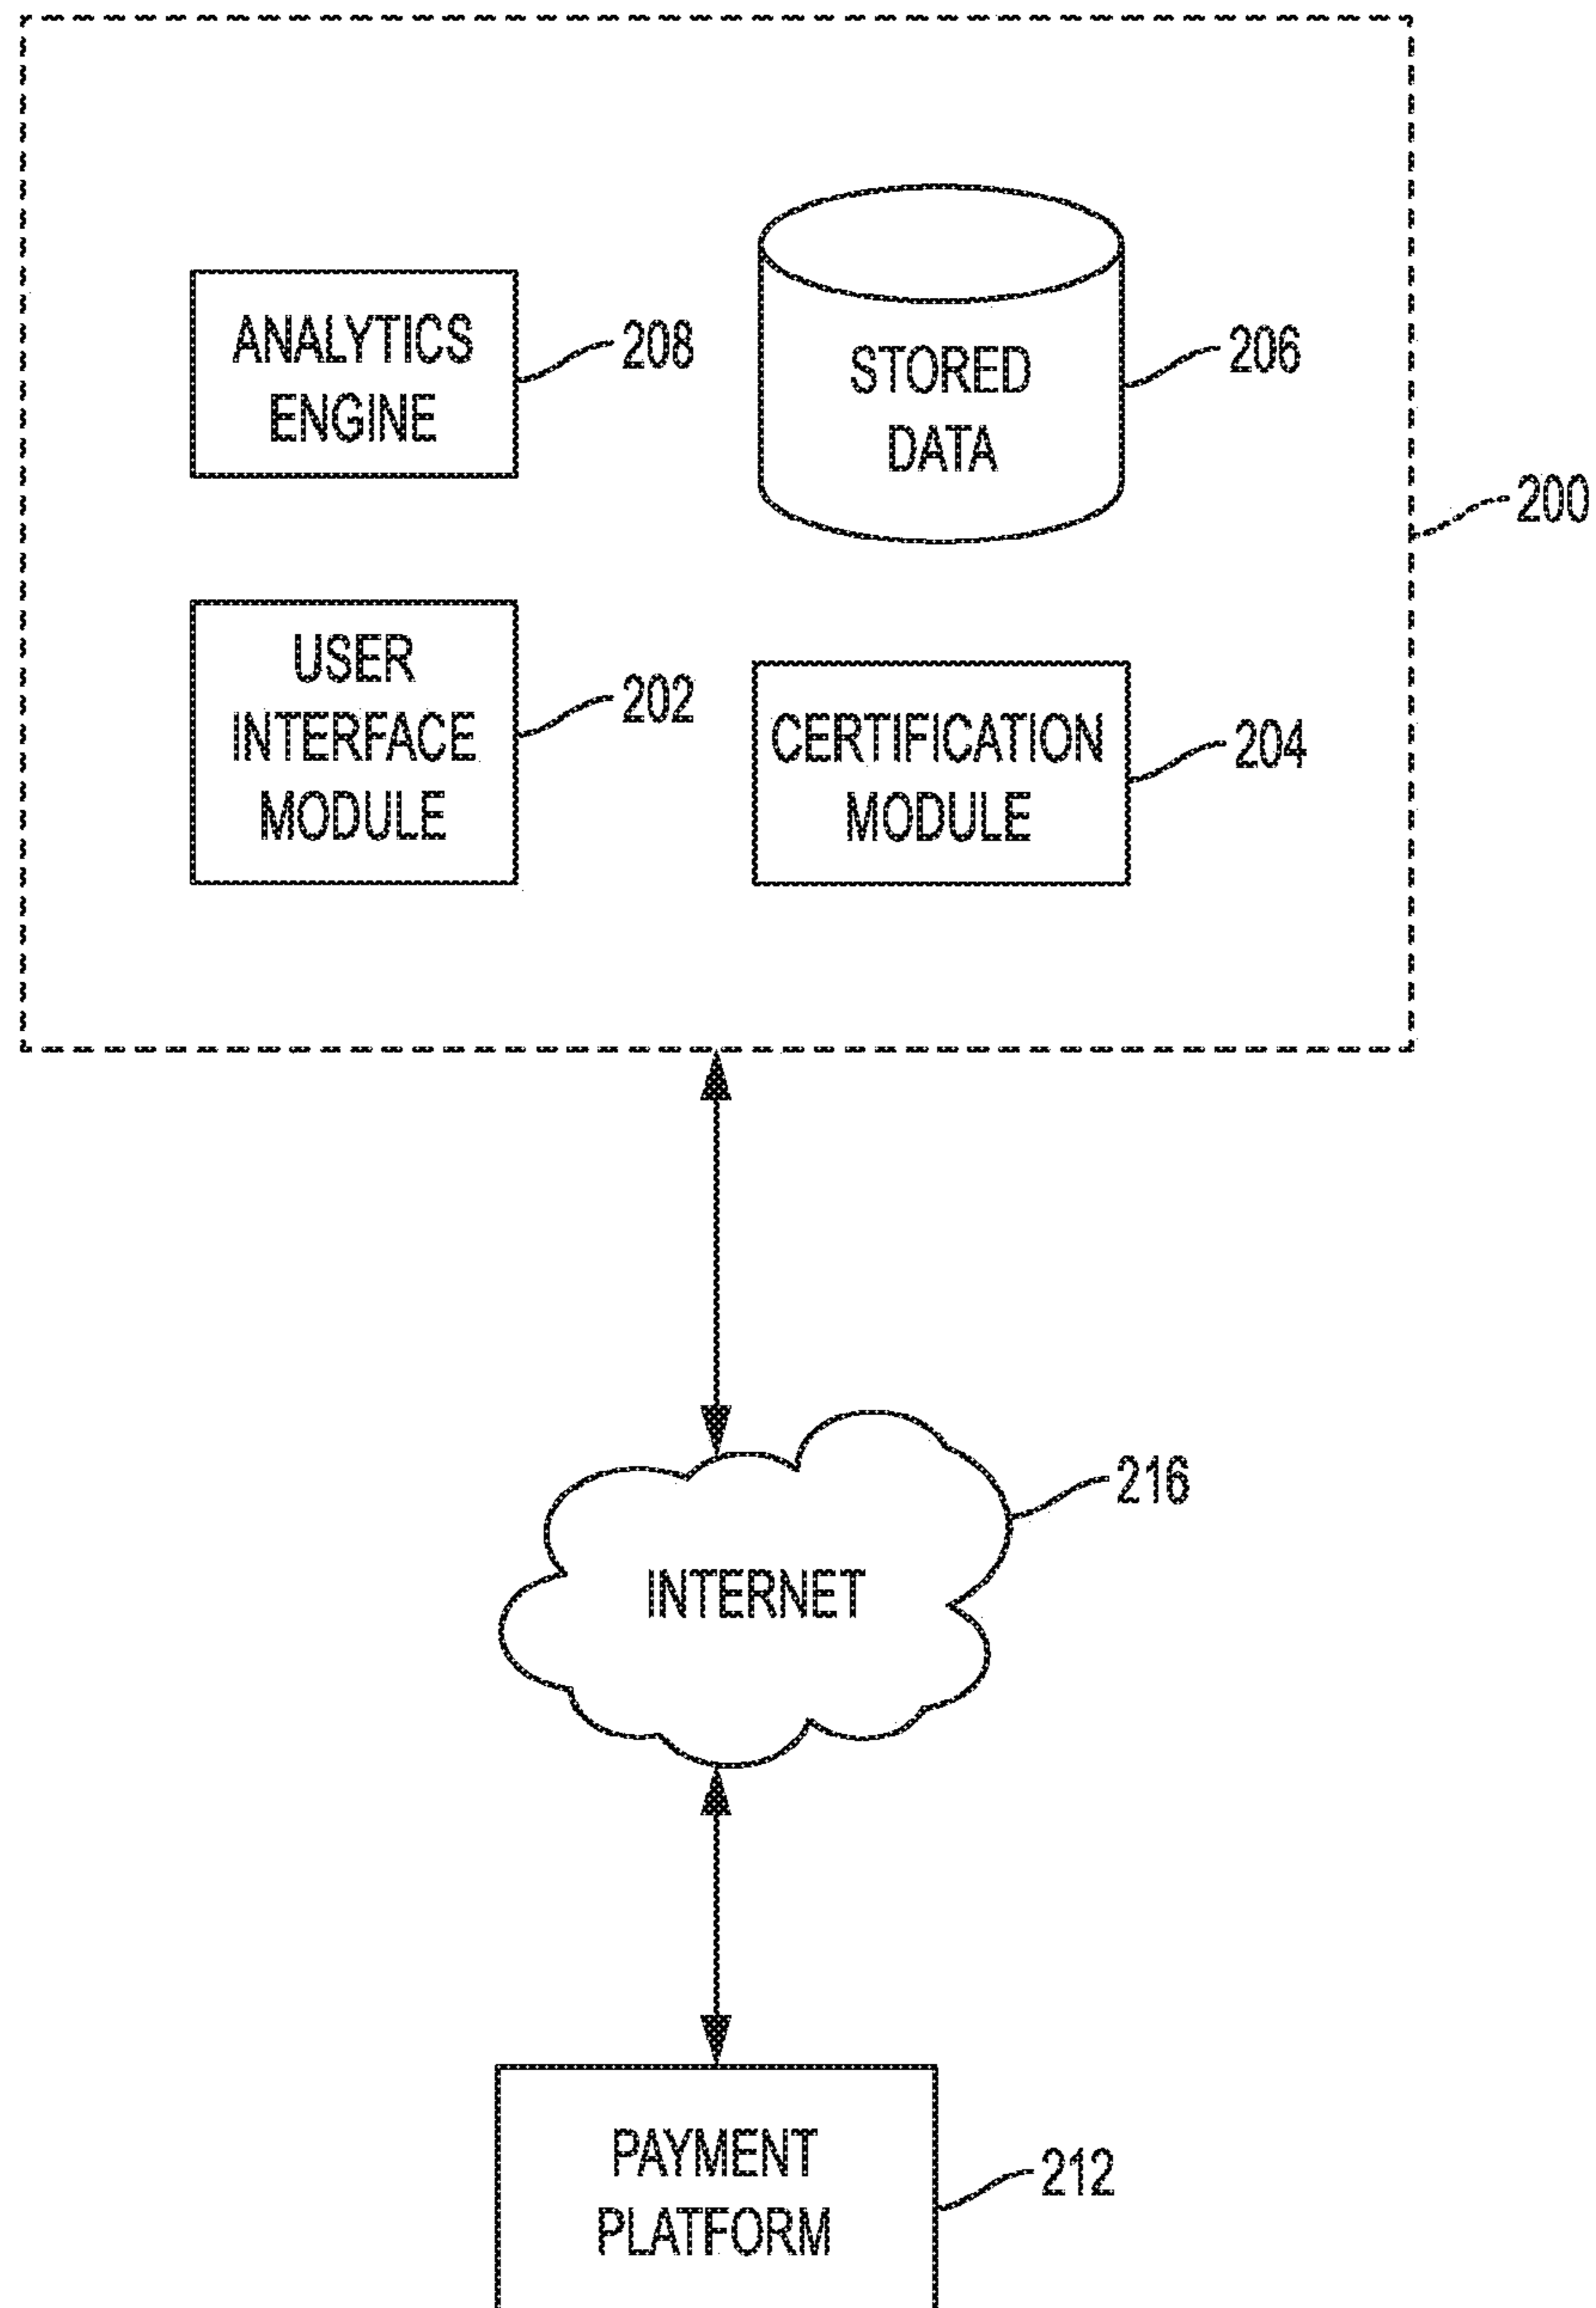 ANALYTICS
ENGINE
208
STORED
DATA
206
200
USER
INTERFACE
MODULE
202
CERTIFICATION
MODULE
204
INTERNET
216
PAYMENT
PLATFORM
212